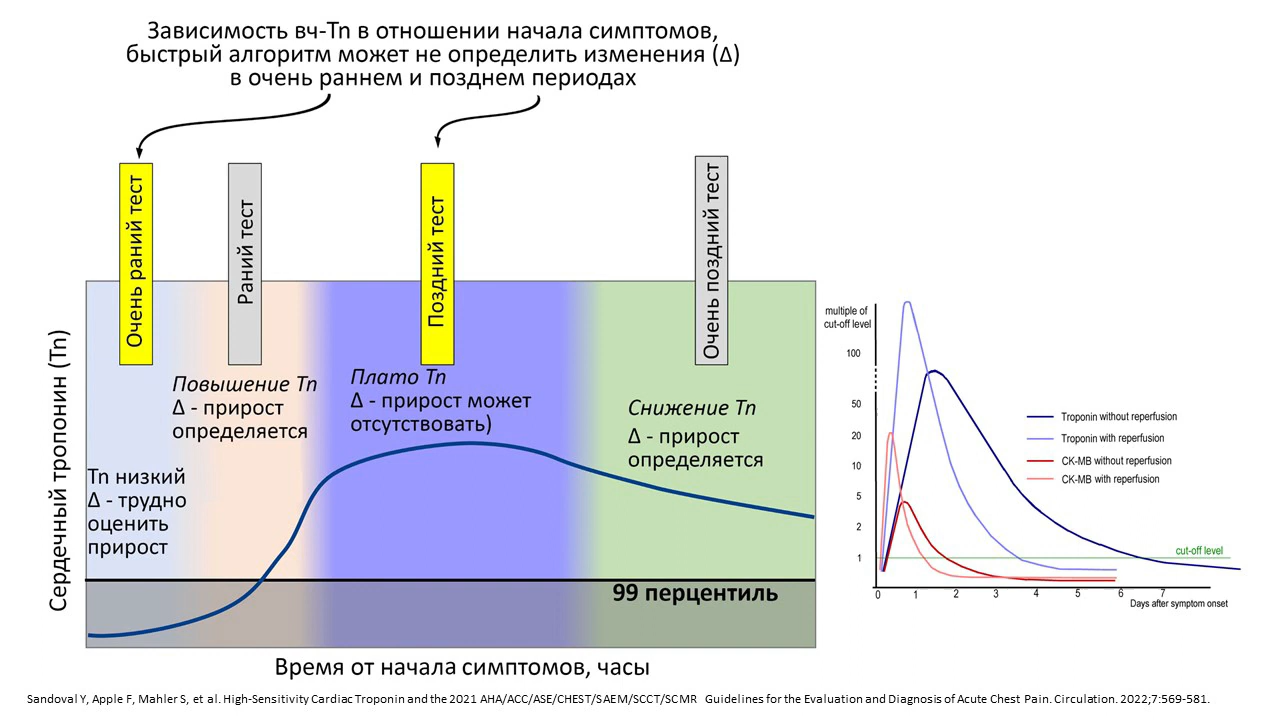 Зависимость вч-Tn в отношении начала симптомов,
быстрый алгоритм может не определить изменения (Δ)
в очень раннем и позднем периодах
Очень раний тест
Раний тест
Поздний тест
Очень поздний тест
Сердечный тропонин (Tn)
Tn низкий
Δ - трудно
оценить
прирост
Повышение Tn
Δ - прирост
определяется
Плато Tn
Δ - прирост может
отсутствовать)
Снижение Tn
Δ - прирост
определяется
99 перцентиль
Время от начала симптомов, часы
multiple of
cut-off level
100
50
20
10
5
2
1
Troponin without reperfusion
Troponin with reperfusion
CK-MB without reperfusion
CK-MB with reperfusion
cut-off level
0 1 2 3 4 5 6 7
Days after symptom onset
Sandoval Y, Apple F, Mahler S, et al. High-Sensitivity Cardiac Troponin and the 2021 AHA/ACC/ASE/CHEST/SAEM/SCCT/SCMR Guidelines for the Evaluation and Diagnosis of Acute Chest Pain. Circulation. 2022;7:569-581.